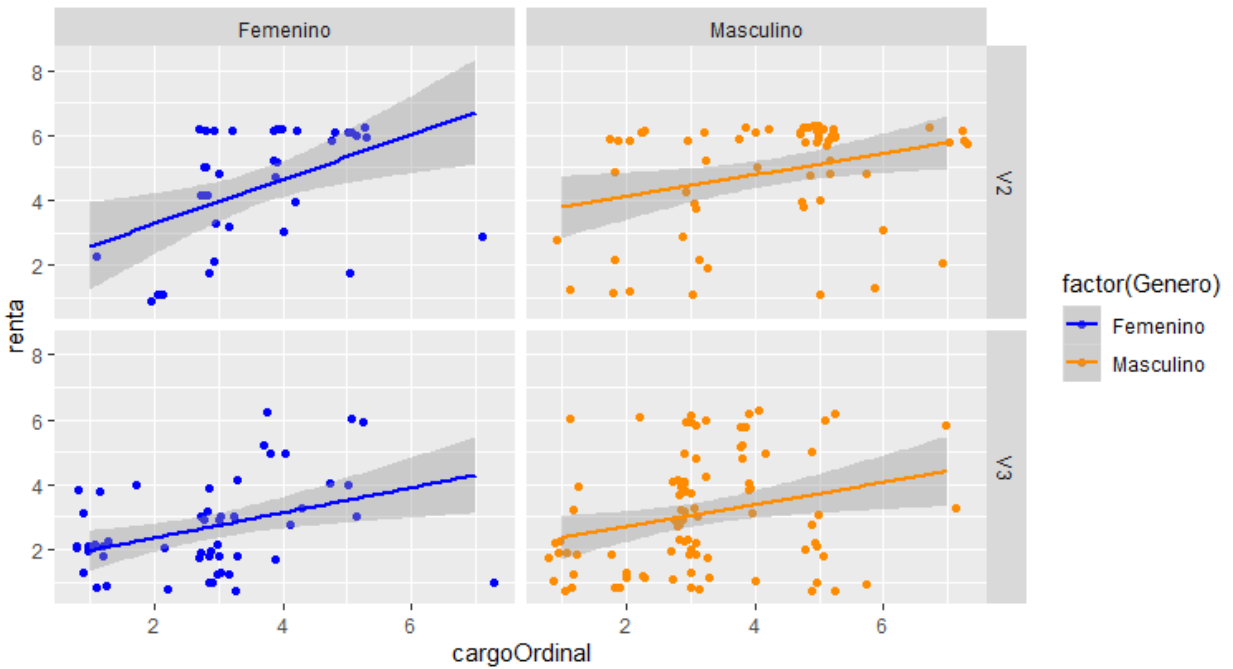 Femenino
Masculino
8
6
4
2
V2
8
6
4
2
V3
renta
2
4
6
2
4
6
cargoOrdinal
factor(Genero)
Femenino
Masculino